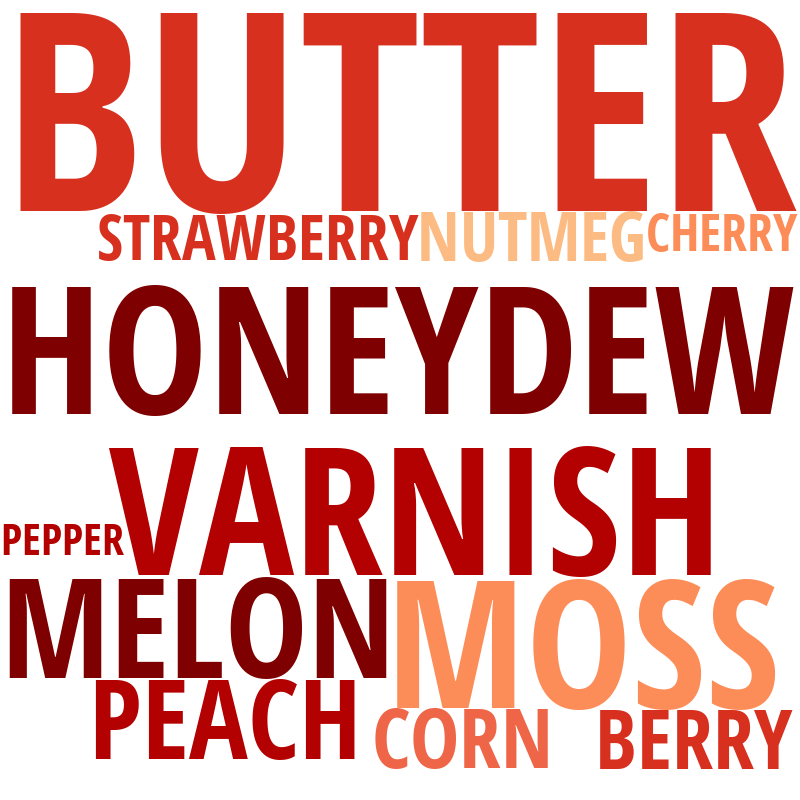 BUTTER
STRAWBERRY NUTMEG CHERRY
HONEYDEW
VARNISH
PEPPER
MELON MOSS
PEACH
CORN BERRY